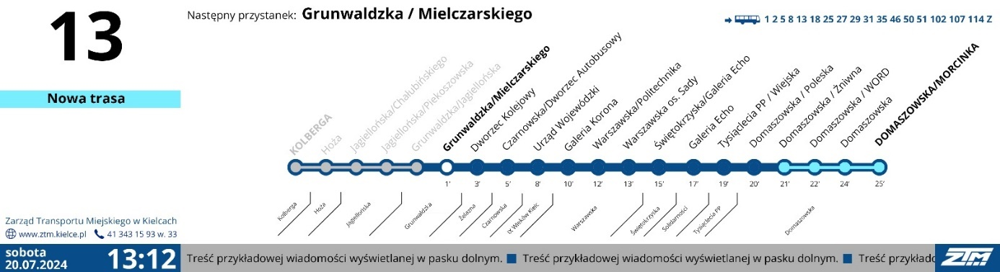 13
Nowa trasa
Następny przystanek: Grunwaldzka / Mielczarskiego
1 2 5 8 13 18 25 27 29 31 35 46 50 51 102 107 114 Z
KOLBERGA
Hoża
Jagiellońska/Chałubińskiego
Jagiellońska/Piekoszowska
Grunwaldzka/Jagiellońska
Grunwaldzka/Mielczarskiego
Dworzec Kolejowy
Czarnowska/Dworzec Autobusowy
Urząd Wojewódzki
Galeria Korona
Warszawska/Politechnika
Warszawska os. Sady
Świętokrzyska/Galeria Echo
Galeria Echo
Tysiąclecia PP / Wiejska
Domaszowska / Poleska
Domaszowska / Żniwna
Domaszowska / WORD
Domaszowska
DOMASZOWSKA/MORCINKA
1' 3' 5' 8' 10' 12' 13' 15' 17' 19' 20' 21' 22' 24' 25'
Kolberga
Hoża
Jagiellońska
Grunwaldzka
Żelazna
Czarnowska
IX Wieków Kielc
Warszawska
Świętokrzyska
Solidarności
Tysiąclecia PP
Domaszowska
Zarząd Transportu Miejskiego w Kielcach
www.ztm.kielce.pl 41 343 15 93 w. 33
sobota
20.07.2024
13:12
Treść przykładowej wiadomości wyświetlanej w pasku dolnym. Treść przykładowej wiadomości wyświetlanej w pasku dolnym. Treść przykłado
ZTM